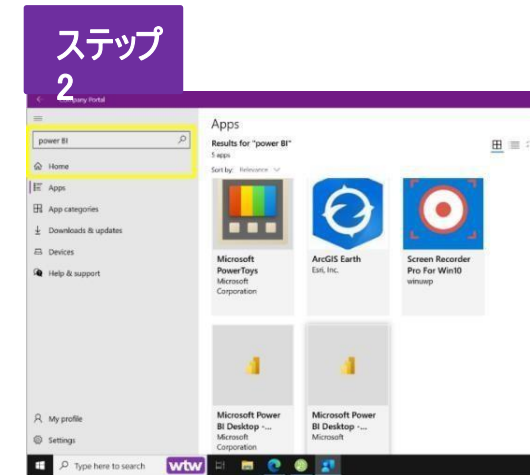 ステップ
2
Company Portal
power BI
Home
Apps
App categories
Downloads & updates
Devices
Help & support
My profile
Settings
Apps
Results for "power BI"
5 apps
Sort by: Relevance
Microsoft
PowerToys
Microsoft
Corporation
ArcGIS Earth
Esri, Inc.
Screen Recorder
Pro For Win10
winuwp
Microsoft Power
BI Desktop -...
Microsoft
Corporation
Microsoft Power
BI Desktop -...
Microsoft
Type here to search
wtw